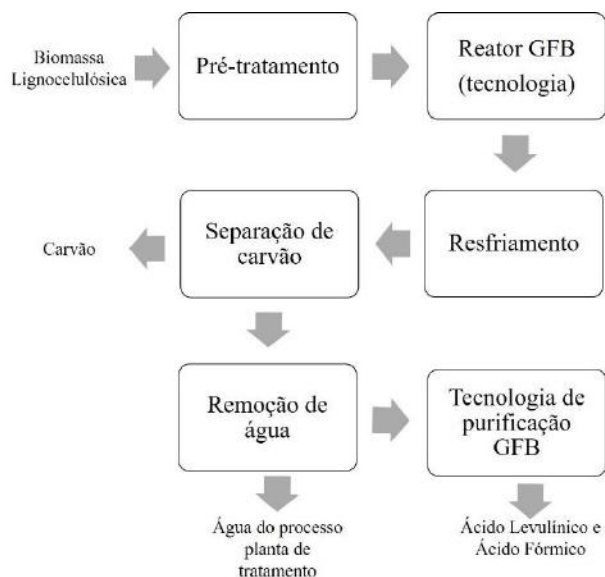 Biomassa
Lignocelulósica
Pré-tratamento
Reator GFB
(tecnologia)
Carvão
Separação de
carvão
Resfriamento
Remoção de
água
Tecnologia de
purificação
GFB
Água do processo
planta de
tratamento
Ácido Levulínico e
Ácido Fórmico